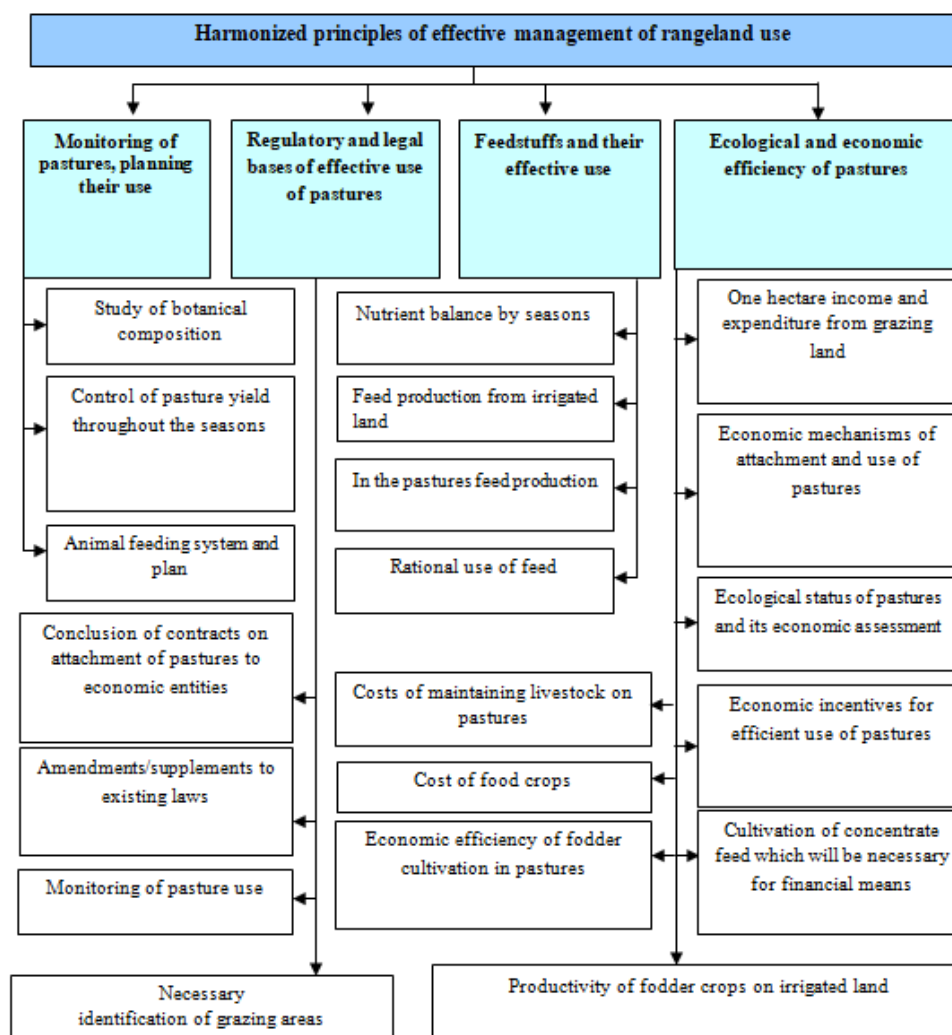 Harmonized principles of effective management of rangeland use
Monitoring of
pastures, planning
their use
Regulatory and legal
bases of effective use
of pastures
Feedstuffs and their
effective use
Ecological and economic
efficiency of pastures
Study of botanical
composition
Control of pasture yield
throughout the seasons
Animal feeding system and
plan
Conclusion of contracts on
attachment of pastures to
economic entities
Amendments/supplements to
existing laws
Monitoring of pasture use
Necessary
identification of grazing areas
Nutrient balance by seasons
Feed production from irrigated
land
In the pastures feed production
Rational use of feed
Costs of maintaining livestock on
pastures
Cost of food crops
Economic efficiency of fodder
cultivation in pastures
One hectare income and
expenditure from grazing
land
Economic mechanisms of
attachment and use of
pastures
Ecological status of pastures
and its economic assessment
Economic incentives for
efficient use of pastures
Cultivation of concentrate
feed which will be necessary
for financial means
Productivity of fodder crops on irrigated land